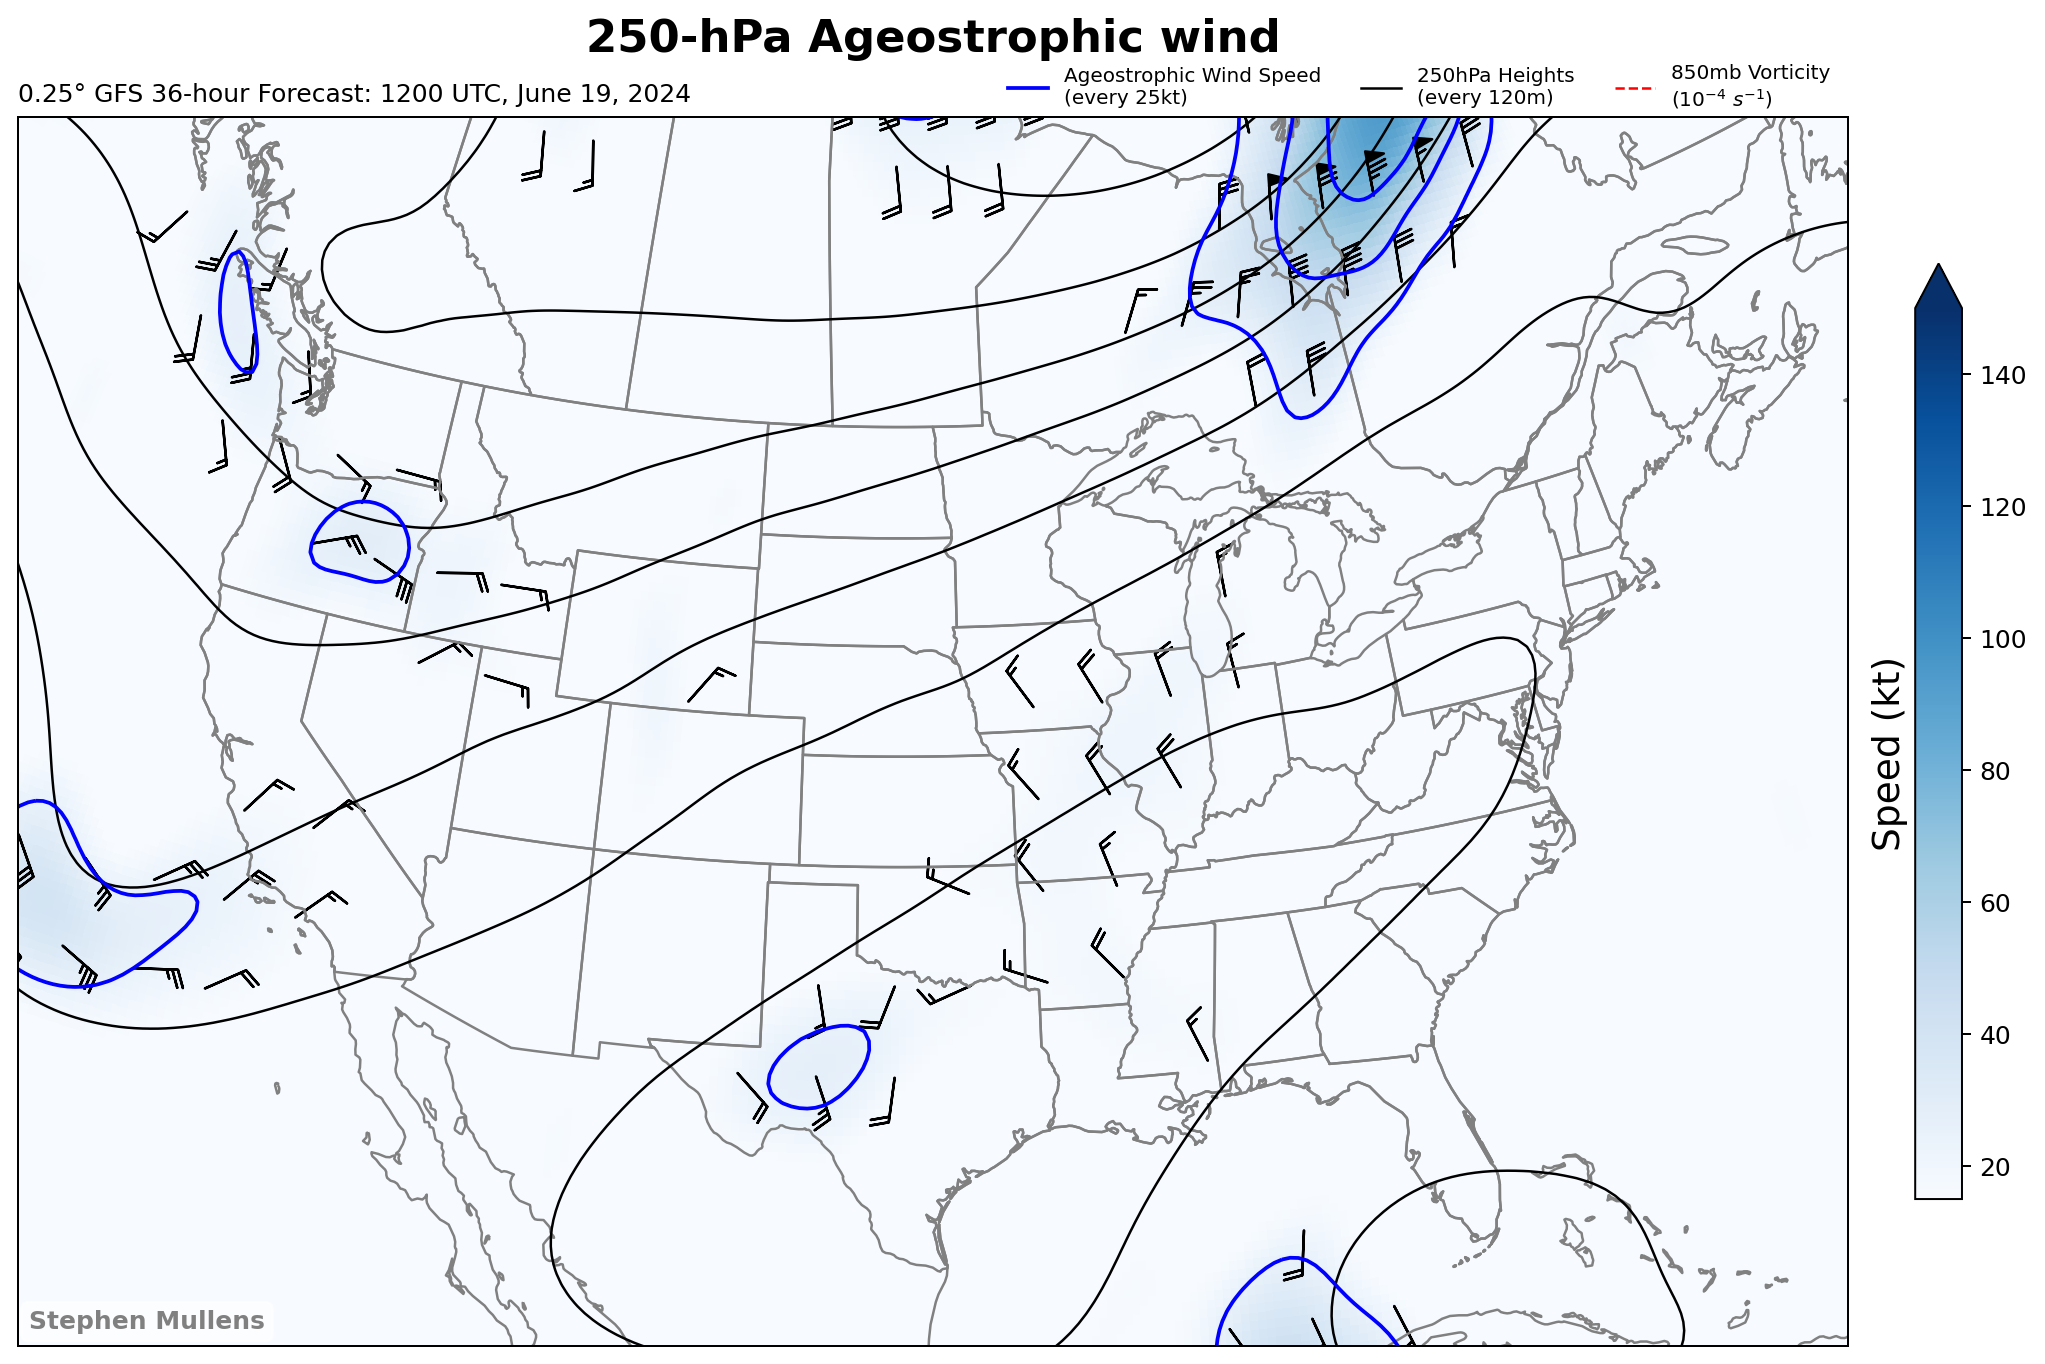 250-hPa Ageostrophic wind
0.25° GFS 36-hour Forecast: 1200 UTC, June 19, 2024
Ageostrophic Wind Speed
(every 25kt)
250hPa Heights
(every 120m)
850mb Vorticity
(10⁻⁴ s⁻¹)
140
120
100
80
60
40
20
Speed (kt)
Stephen Mullens